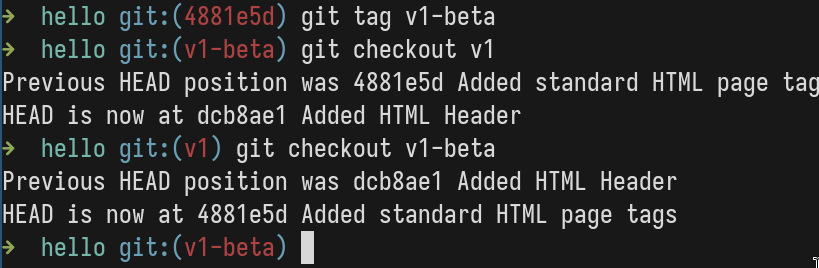 ➜  hello git:(4881e5d) git tag v1-beta
➜  hello git:(v1-beta) git checkout v1
Previous HEAD position was 4881e5d Added standard HTML page tag
HEAD is now at dcb8ae1 Added HTML Header
➜  hello git:(v1) git checkout v1-beta
Previous HEAD position was dcb8ae1 Added HTML Header
HEAD is now at 4881e5d Added standard HTML page tags
➜  hello git:(v1-beta)